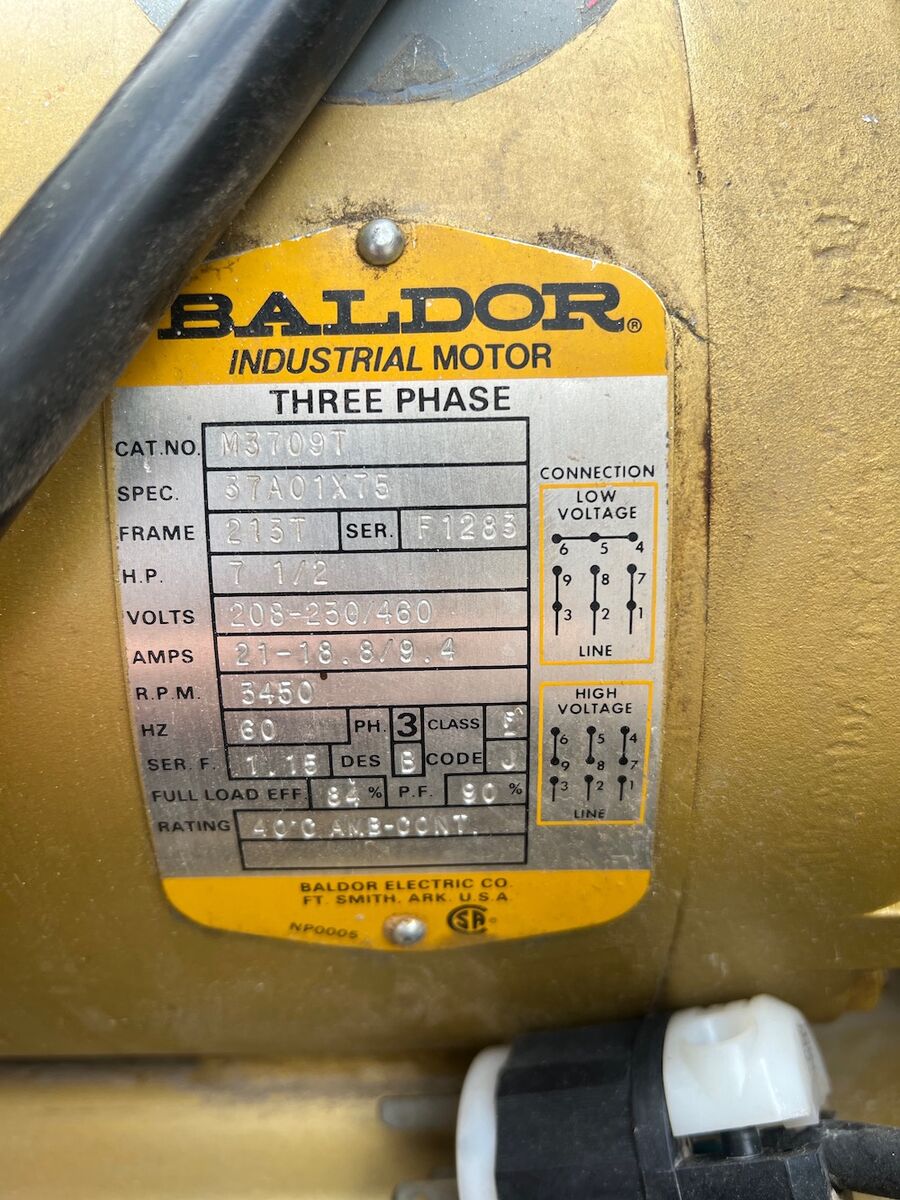 BALDOR®
INDUSTRIAL MOTOR
THREE PHASE
CAT.NO. M3709T
SPEC. 37A01X75
FRAME 213T SER. F1283
H.P. 7 1/2
VOLTS 208-230/460
AMPS 21-18.8/9.4
R.P.M. 3450
HZ 60 PH. 3 CLASS F
SER. F. 1.15 DES B CODE J
FULL LOAD EFF. 84 % P.F. 90 %
RATING 40°C AMB-CONT.
CONNECTION
LOW
VOLTAGE
6 5 4
9 8 7
3 2 1
LINE
HIGH
VOLTAGE
6 5 4
9 8 7
3 2 1
LINE
BALDOR ELECTRIC CO.
FT. SMITH, ARK. U.S.A
NP0005
SA®